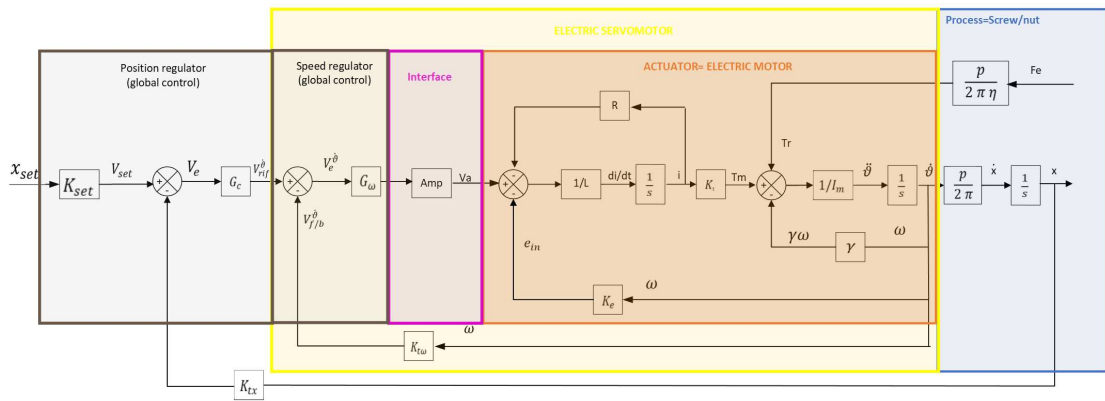 Process=Screw/nut
ELECTRIC SERVOMOTOR
Position regulator
(global control)
Speed regulator
(global control)
Interface
ACTUATOR= ELECTRIC MOTOR
p
2 π η
Fe
R
Tr
x_set
K_set
V_set
V_e
G_c
V_rif^ϑ̇
V_e^ϑ̇
G_ω
Amp
Va
1/L
di/dt
1
s
i
K_i
Tm
1/I_m
ϑ̈
1
s
ϑ̇
p
2 π
ẋ
1
s
x
V_f/b^ϑ̇
e_in
γω
γ
ω
K_e
ω
ω
K_tω
K_tx